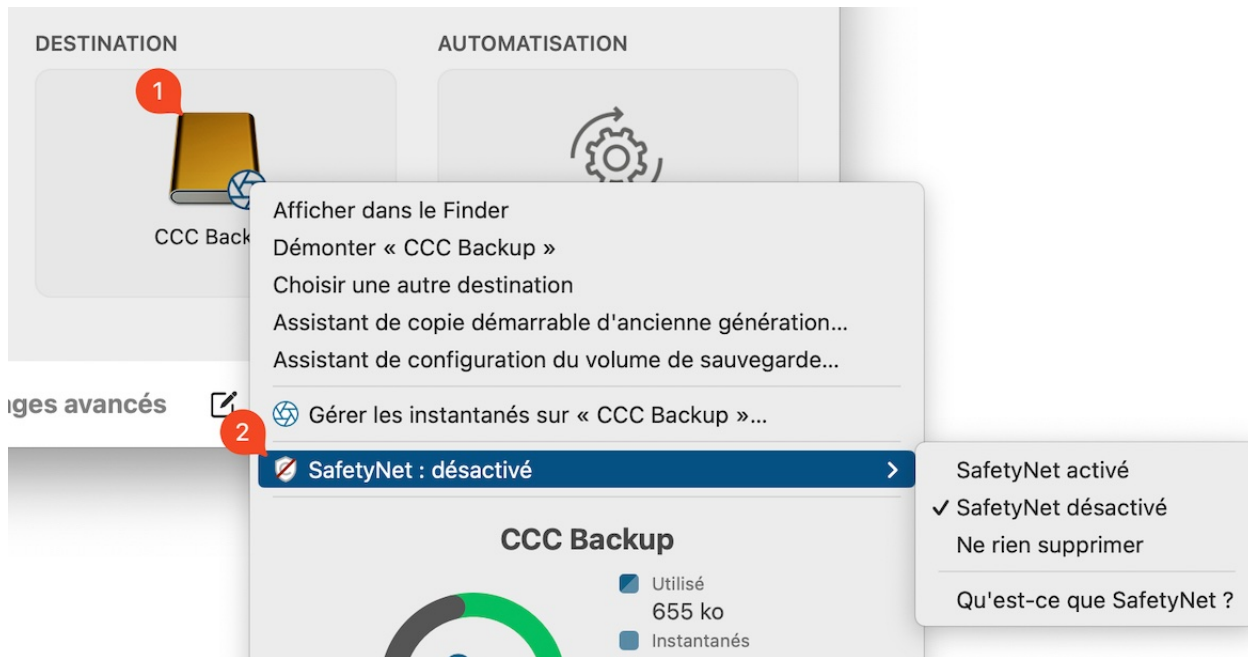 DESTINATION
AUTOMATISATION
1
CCC Back
Afficher dans le Finder
Démonter « CCC Backup »
Choisir une autre destination
Assistant de copie démarrable d'ancienne génération...
Assistant de configuration du volume de sauvegarde...
ges avancés
Gérer les instantanés sur « CCC Backup »...
2
SafetyNet : désactivé
SafetyNet activé
✓ SafetyNet désactivé
Ne rien supprimer
Qu'est-ce que SafetyNet ?
CCC Backup
Utilisé
655 ko
Instantanés